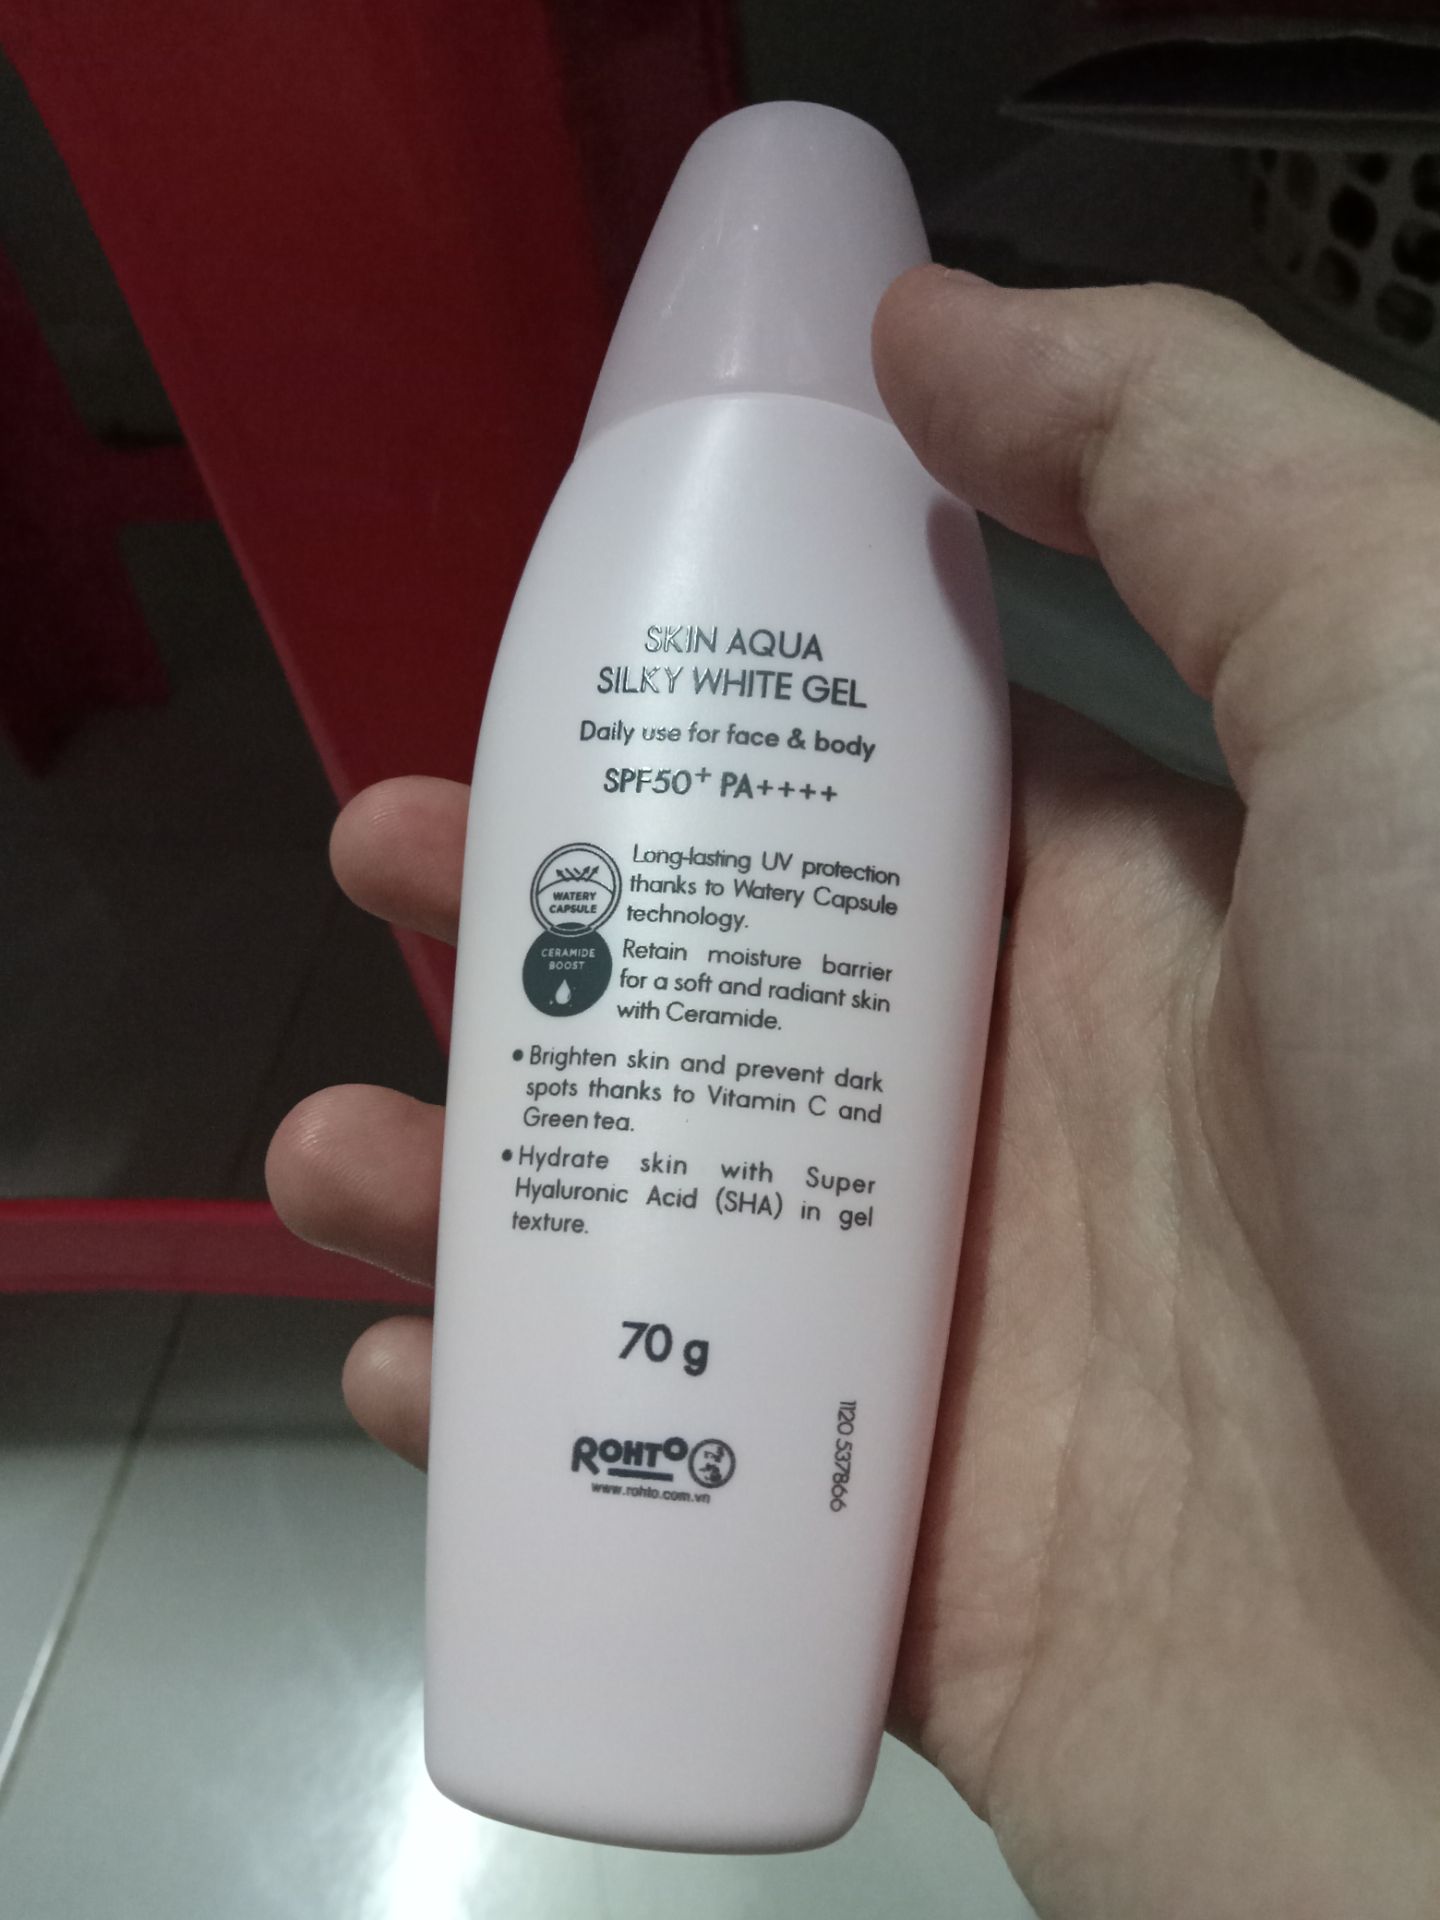 SKIN AQUA
SILKY WHITE GEL
Daily use for face & body
SPF50+ PA++++
WATERY
CAPSULE
Long-lasting UV protection
thanks to Watery Capsule
technology.
CERAMIDE
BOOST
Retain moisture barrier
for a soft and radiant skin
with Ceramide.
• Brighten skin and prevent dark
spots thanks to Vitamin C and
Green tea.
• Hydrate skin with Super
Hyaluronic Acid (SHA) in gel
texture.
70 g
ROHTO
www.rohto.com.vn
1120.537866